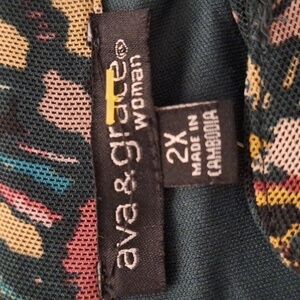 ava & grace®
woman
2X
MADE IN
CAMBODIA